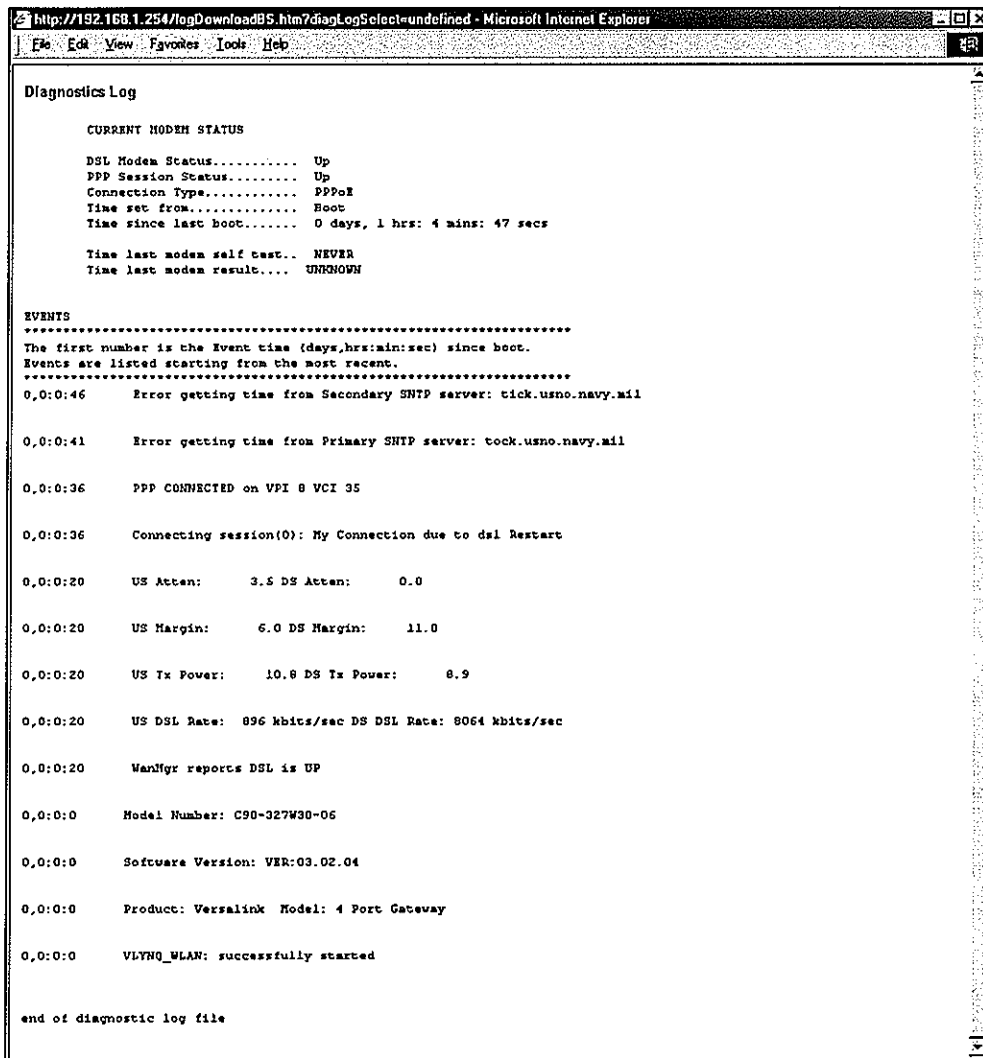 http://192.168.1.254/logDownloadBS.htm?diagLogSelect=undefined - Microsoft Internet Explorer
File Edit View Favorites Tools Help
Diagnostics Log
CURRENT MODEM STATUS
DSL Modem Status........... Up
PPP Session Status......... Up
Connection Type............ PPPoE
Time set from.............. Boot
Time since last boot....... 0 days, 1 hrs: 4 mins: 47 secs
Time last modem self test.. NEVER
Time last modem result.... UNKNOWN
EVENTS
**********************************************************************
The first number is the Event time (days,hrs:min:sec) since boot.
Events are listed starting from the most recent.
**********************************************************************
0,0:0:46 Error getting time from Secondary SNTP server: tick.usno.navy.mil
0,0:0:41 Error getting time from Primary SNTP server: tock.usno.navy.mil
0,0:0:36 PPP CONNECTED on VPI 8 VCI 35
0,0:0:36 Connecting session(0): My Connection due to dsl Restart
0,0:0:20 US Atten: 3.5 DS Atten: 0.0
0,0:0:20 US Margin: 6.0 DS Margin: 11.0
0,0:0:20 US Tx Power: 10.8 DS Tx Power: 8.9
0,0:0:20 US DSL Rate: 896 kbits/sec DS DSL Rate: 8064 kbits/sec
0,0:0:20 WanMgr reports DSL is UP
0,0:0:0 Model Number: C90-327W30-06
0,0:0:0 Software Version: VER:03.02.04
0,0:0:0 Product: Versalink Model: 4 Port Gateway
0,0:0:0 VLYNQ_WLAN: successfully started
end of diagnostic log file